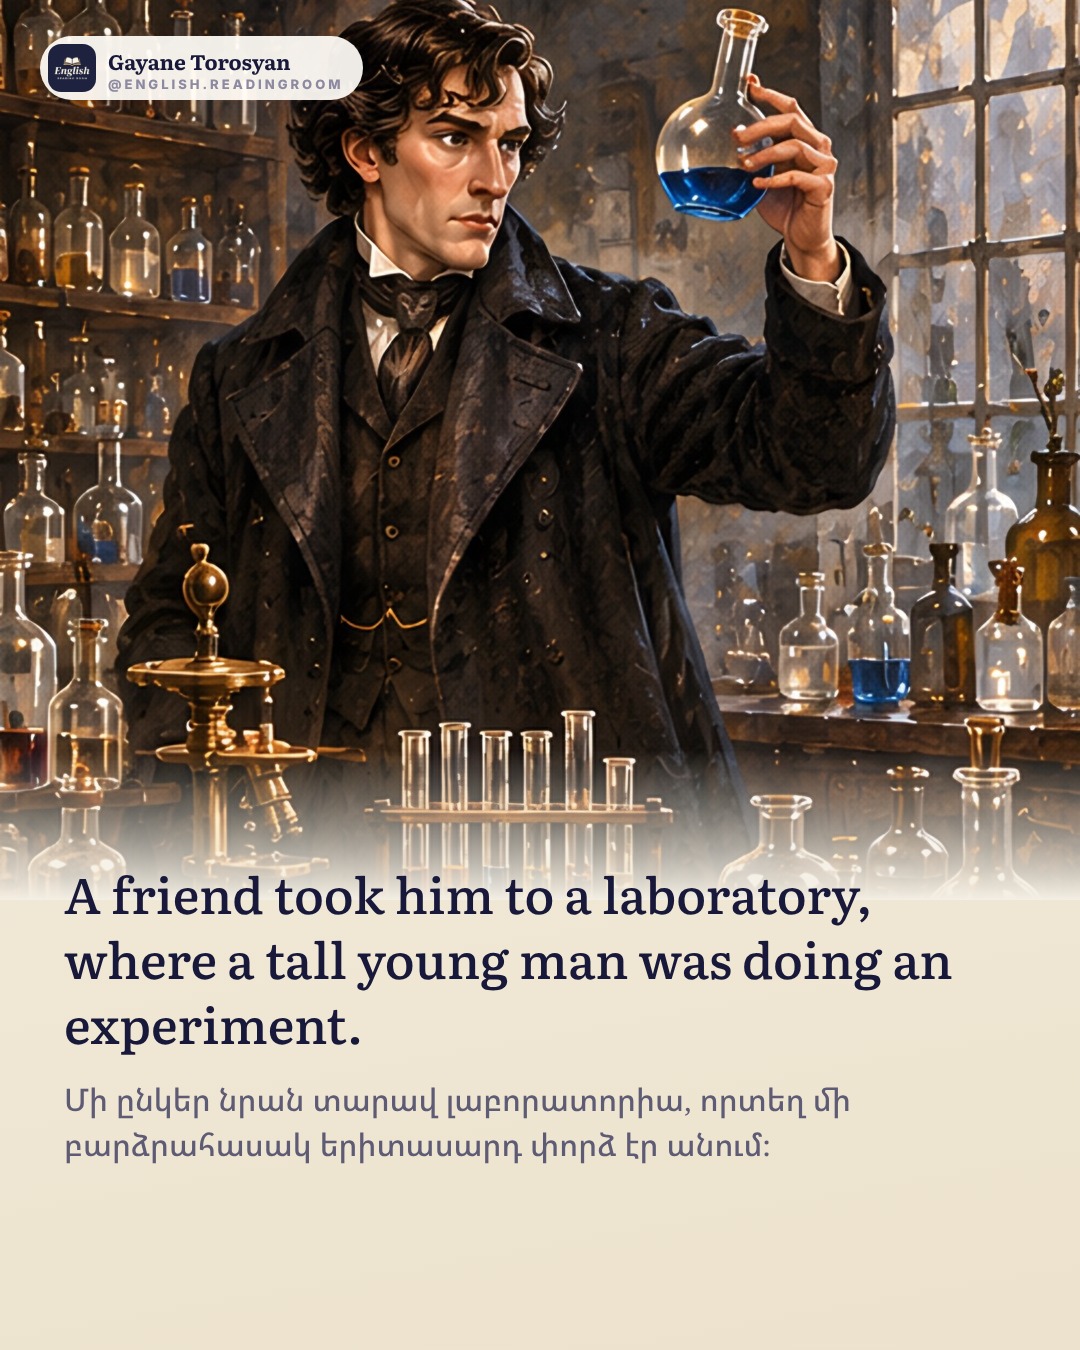 English
Gayane Torosyan
@ENGLISH.READINGROOM
A friend took him to a laboratory,
where a tall young man was doing an
experiment.
Մի ընկեր նրան տարավ լաբորատորիա, որտեղ մի
բարձրահասակ երիտասարդ փորձ էր անում: